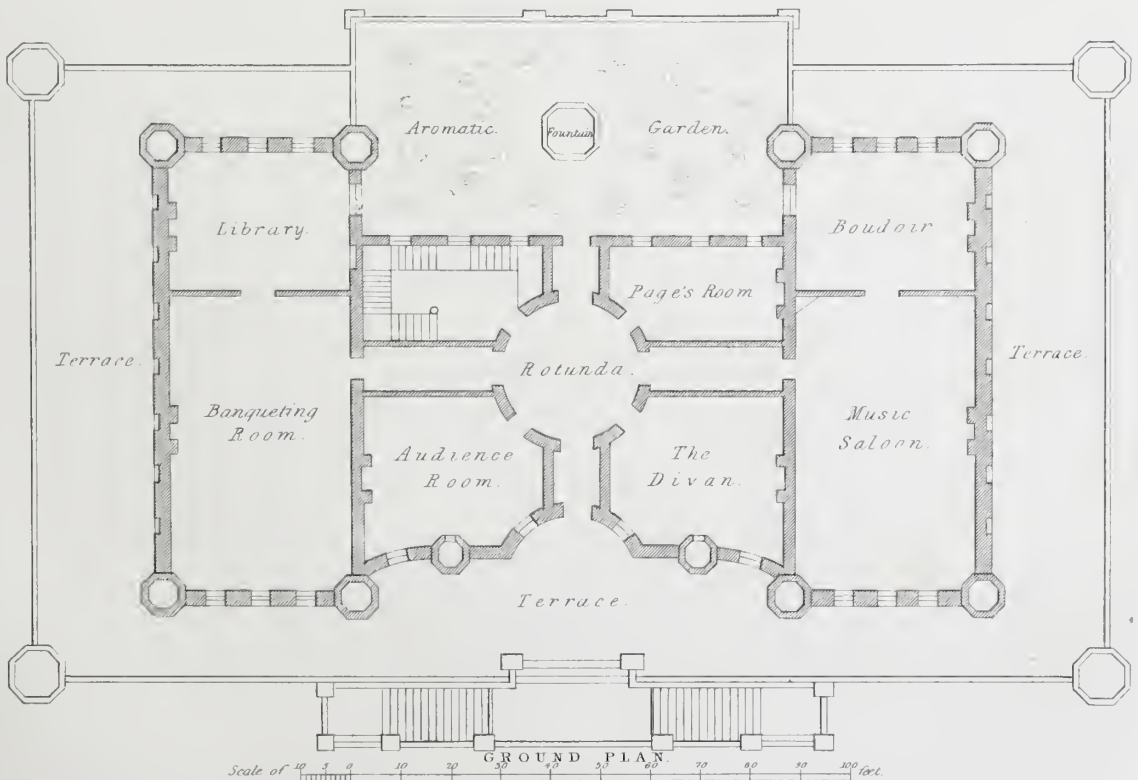 Aromatic.
Fountain
Garden.
Library.
Boudoir
Page's Room
Terrace.
Rotunda.
Terrace.
Banqueting
Room.
Music
Saloon.
Audience
Room.
The
Divan.
Terrace.
GROUND PLAN.
Scale of 10 5 0 10 20 30 40 50 60 70 80 90 100 feet.